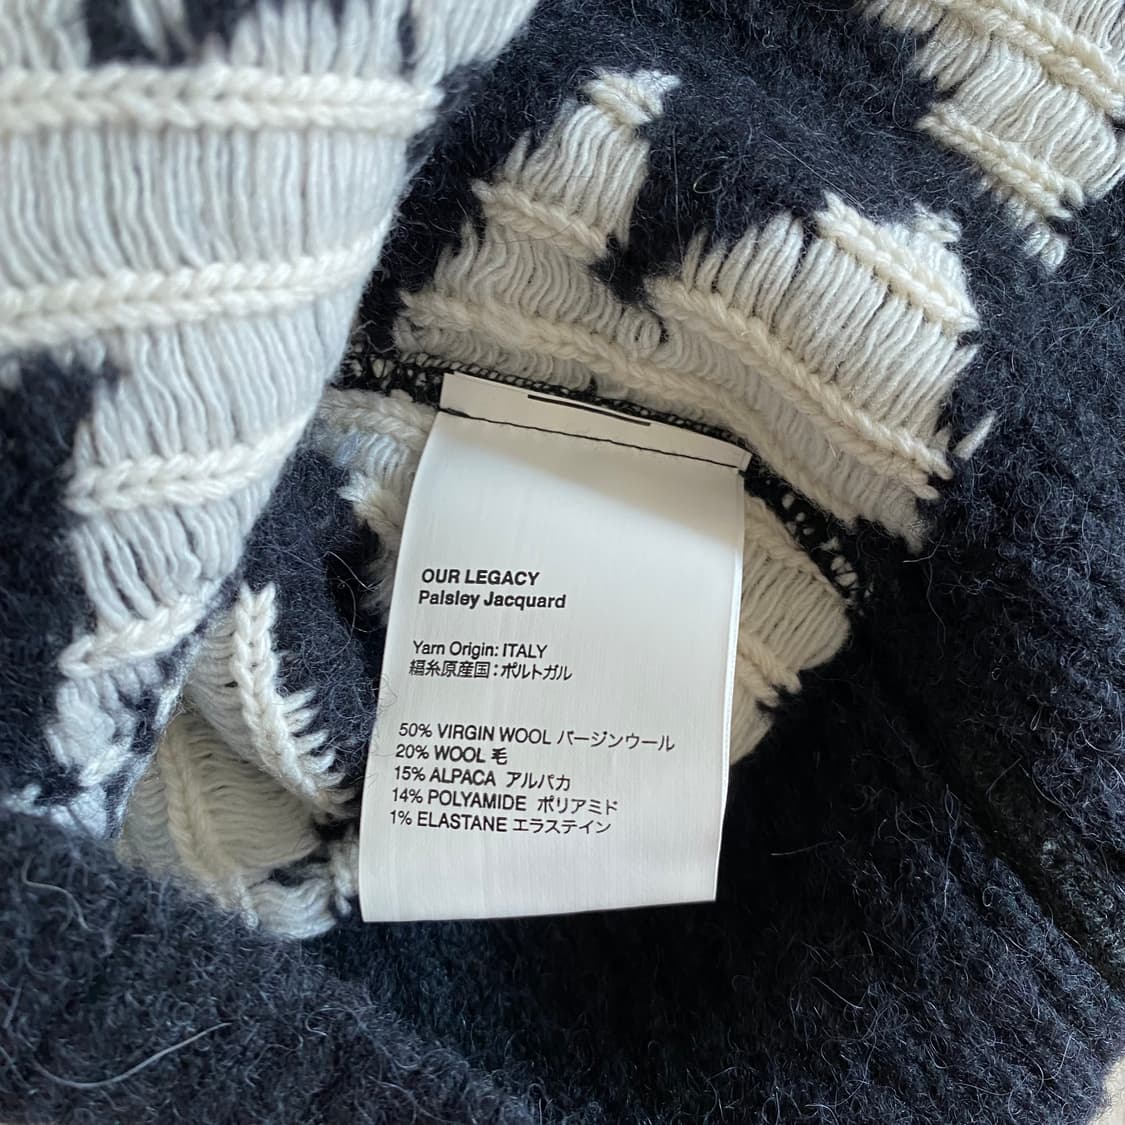 OUR LEGACY
Paisley Jacquard
Yarn Origin: ITALY
編糸原産国：ポルトガル
50% VIRGIN WOOL バージンウール
20% WOOL 毛
15% ALPACA アルパカ
14% POLYAMIDE ポリアミド
1% ELASTANE エラステイン